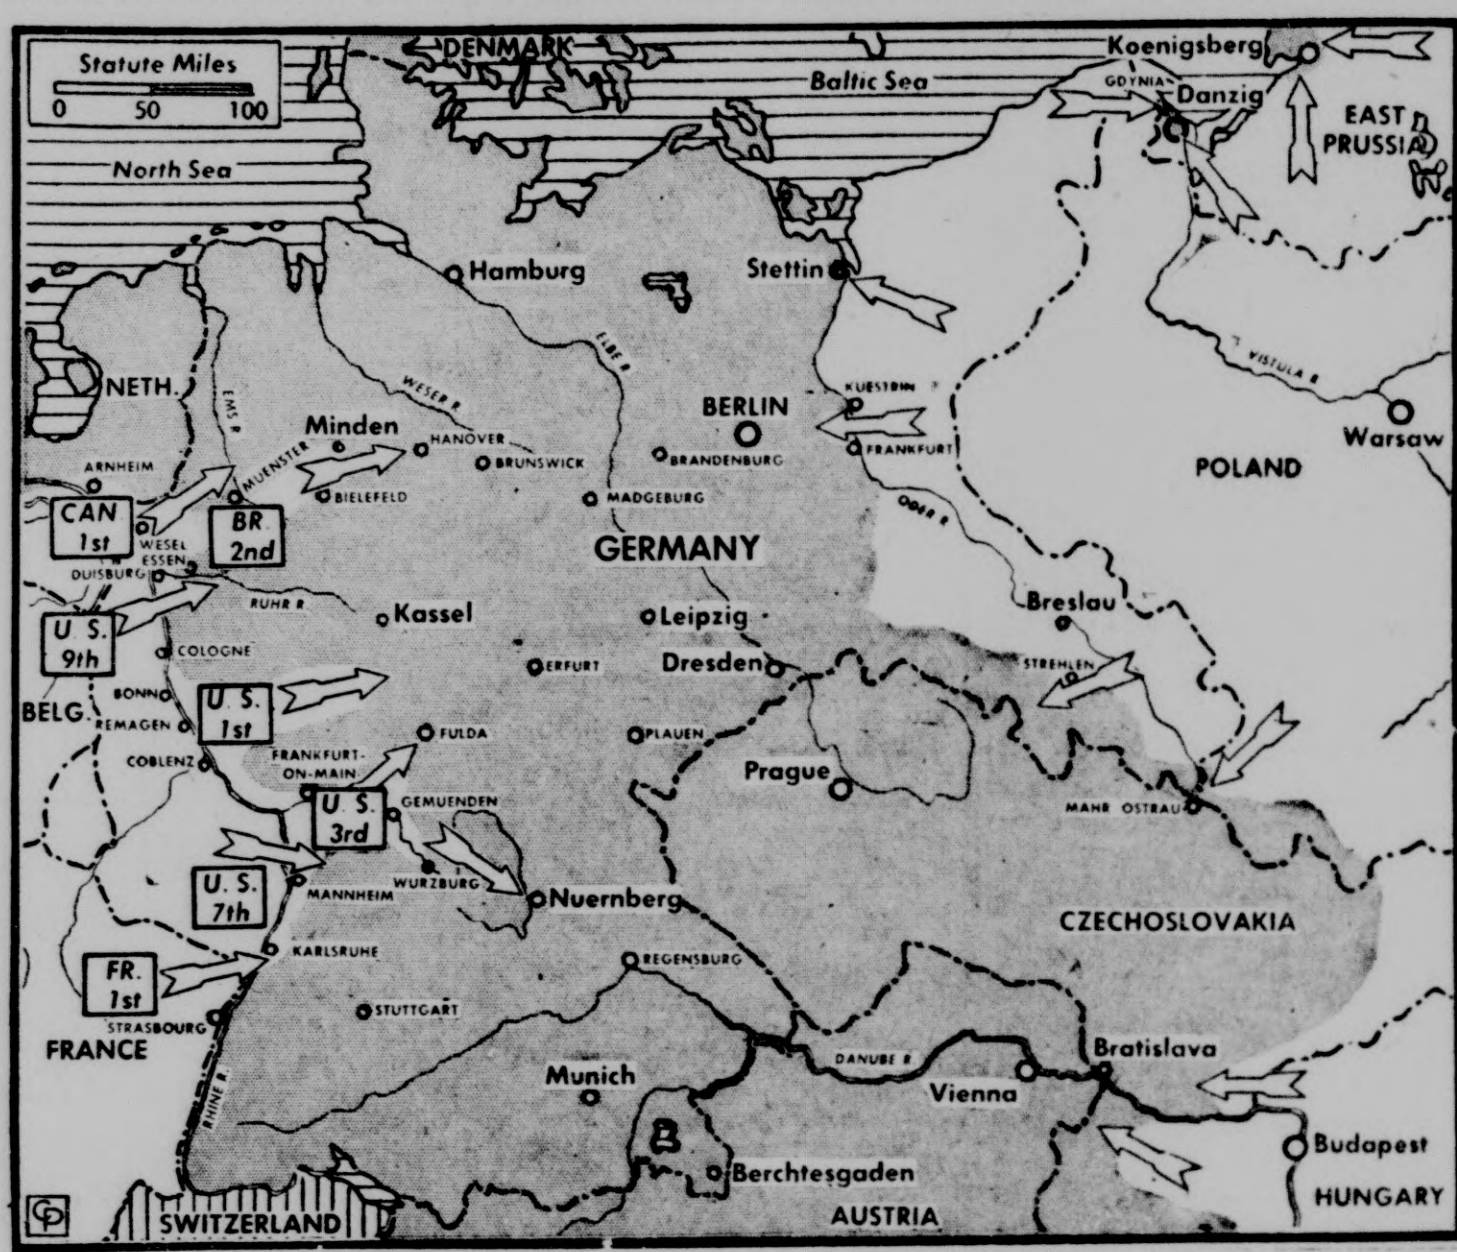 Statute Miles
0 50 100
DENMARK
Baltic Sea
Koenigsberg
GDYNIA
Danzig
EAST
PRUSSIA
North Sea
Hamburg
Stettin
NETH.
EMS R.
WESER R.
ELBE R.
VISTULA R.
KUESTRIN
BERLIN
FRANKFURT
Warsaw
Minden
HANOVER
BRUNSWICK
BRANDENBURG
POLAND
ARNHEIM
MUENSTER
BIELEFELD
MADGEBURG
ODER R.
CAN
1st
BR.
2nd
WESEL
ESSEN
DUISBURG
GERMANY
RUHR R.
Kassel
Leipzig
Breslau
U. S.
9th
COLOGNE
ERFURT
Dresden
STREHLEN
BONN
BELG.
REMAGEN
U. S.
1st
FULDA
PLAUEN
COBLENZ
FRANKFURT-
ON-MAIN
Prague
U. S.
3rd
GEMUENDEN
MAHR OSTRAU
U. S.
7th
MANNHEIM
WURZBURG
Nuernberg
CZECHOSLOVAKIA
FR.
1st
KARLSRUHE
REGENSBURG
STRASBOURG
STUTTGART
FRANCE
RHINE R.
Munich
DANUBE R.
Vienna
Bratislava
Budapest
Berchtesgaden
HUNGARY
CP
SWITZERLAND
AUSTRIA